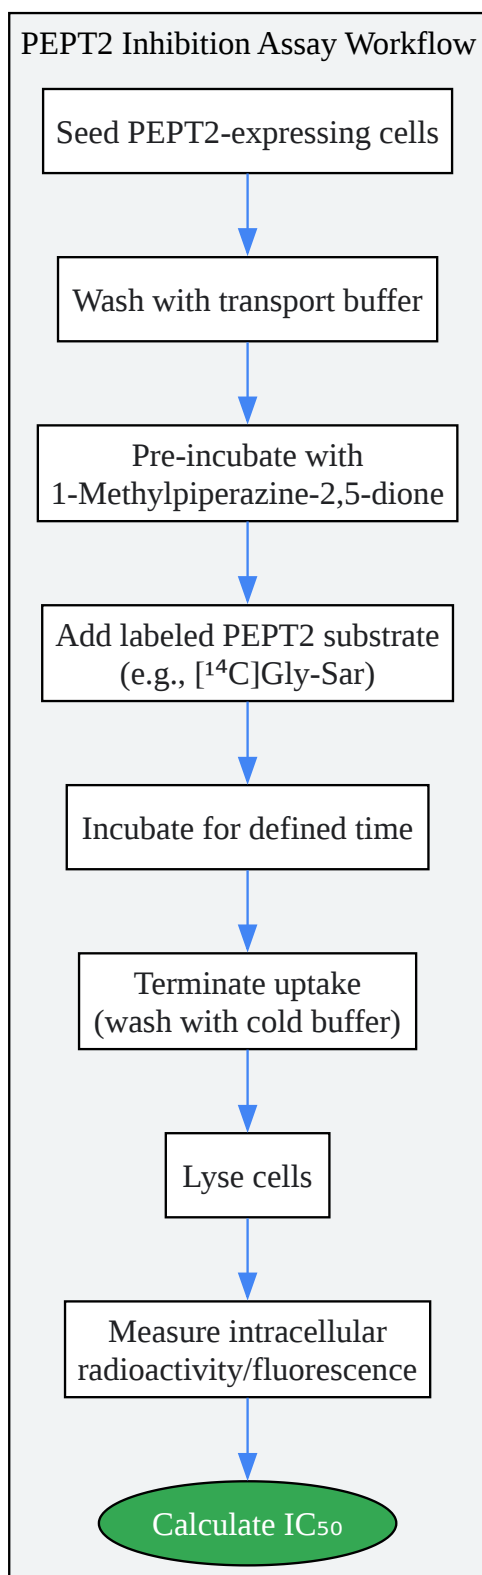 PEPT2 Inhibition Assay Workflow
Seed PEPT2-expressing cells
Wash with transport buffer
Pre-incubate with
1-Methylpiperazine-2,5-dione
Add labeled PEPT2 substrate
(e.g., [¹⁴C]Gly-Sar)
Incubate for defined time
Terminate uptake
(wash with cold buffer)
Lyse cells
Measure intracellular
radioactivity/fluorescence
Calculate IC₅₀